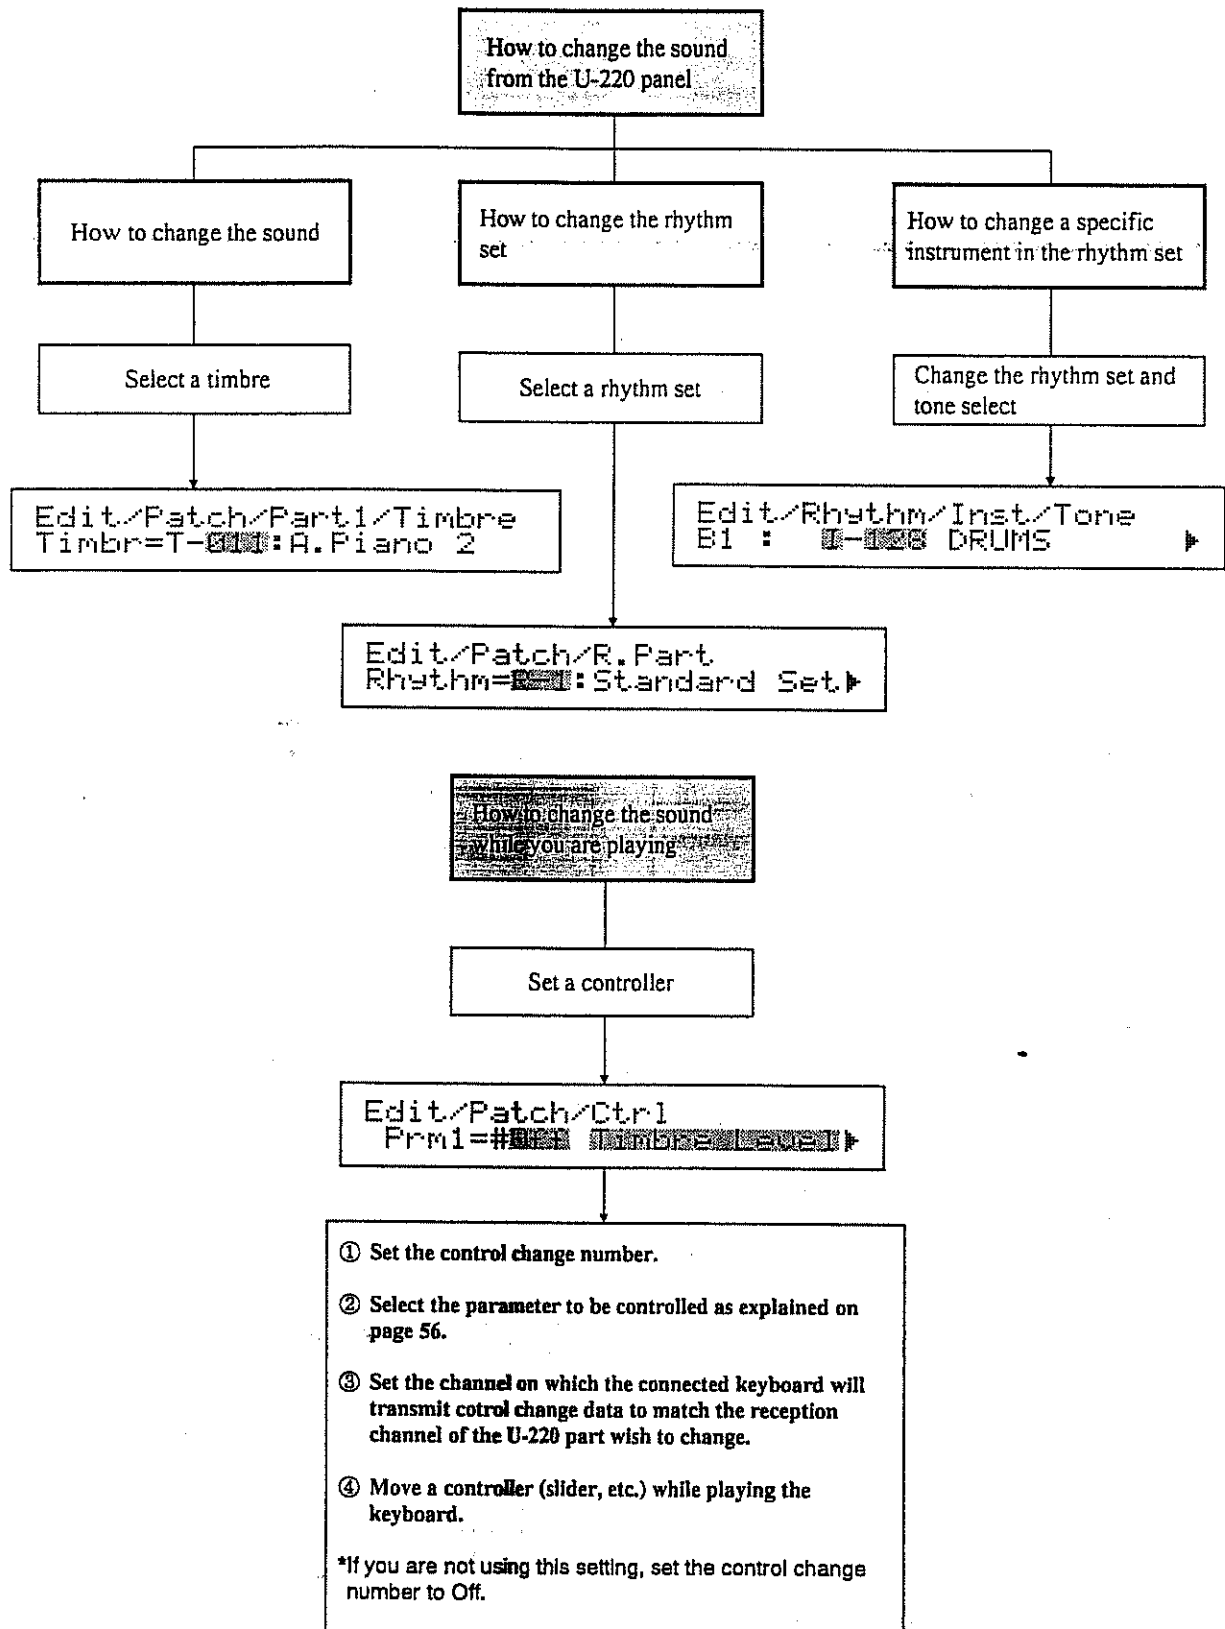 How to change the sound
from the U-220 panel
How to change the sound
How to change the rhythm
set
How to change a specific
instrument in the rhythm set
Select a timbre
Select a rhythm set
Change the rhythm set and
tone select
Edit/Patch/Part1/Timbre
Timbr=T-011:A.Piano 2
Edit/Rhythm/Inst/Tone
B1 : I-128 DRUMS
Edit/Patch/R.Part
Rhythm=R-1:Standard Set
How to change the sound
while you are playing
Set a controller
Edit/Patch/Ctrl
Prm1=#Off Timbre Level
① Set the control change number.
② Select the parameter to be controlled as explained on
page 56.
③ Set the channel on which the connected keyboard will
transmit cotrol change data to match the reception
channel of the U-220 part wish to change.
④ Move a controller (slider, etc.) while playing the
keyboard.
*If you are not using this setting, set the control change
number to Off.